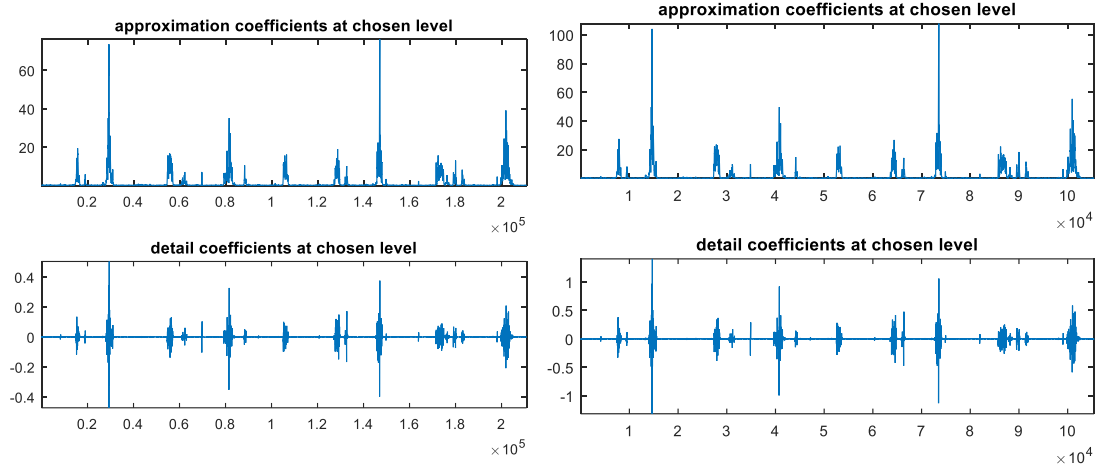 approximation coefficients at chosen level
60
40
20
0.2 0.4 0.6 0.8 1 1.2 1.4 1.6 1.8 2
×10^5
detail coefficients at chosen level
0.4
0.2
0
-0.2
-0.4
0.2 0.4 0.6 0.8 1 1.2 1.4 1.6 1.8 2
×10^5
approximation coefficients at chosen level
100
80
60
40
20
1 2 3 4 5 6 7 8 9 10
×10^4
detail coefficients at chosen level
1
0.5
0
-0.5
-1
1 2 3 4 5 6 7 8 9 10
×10^4